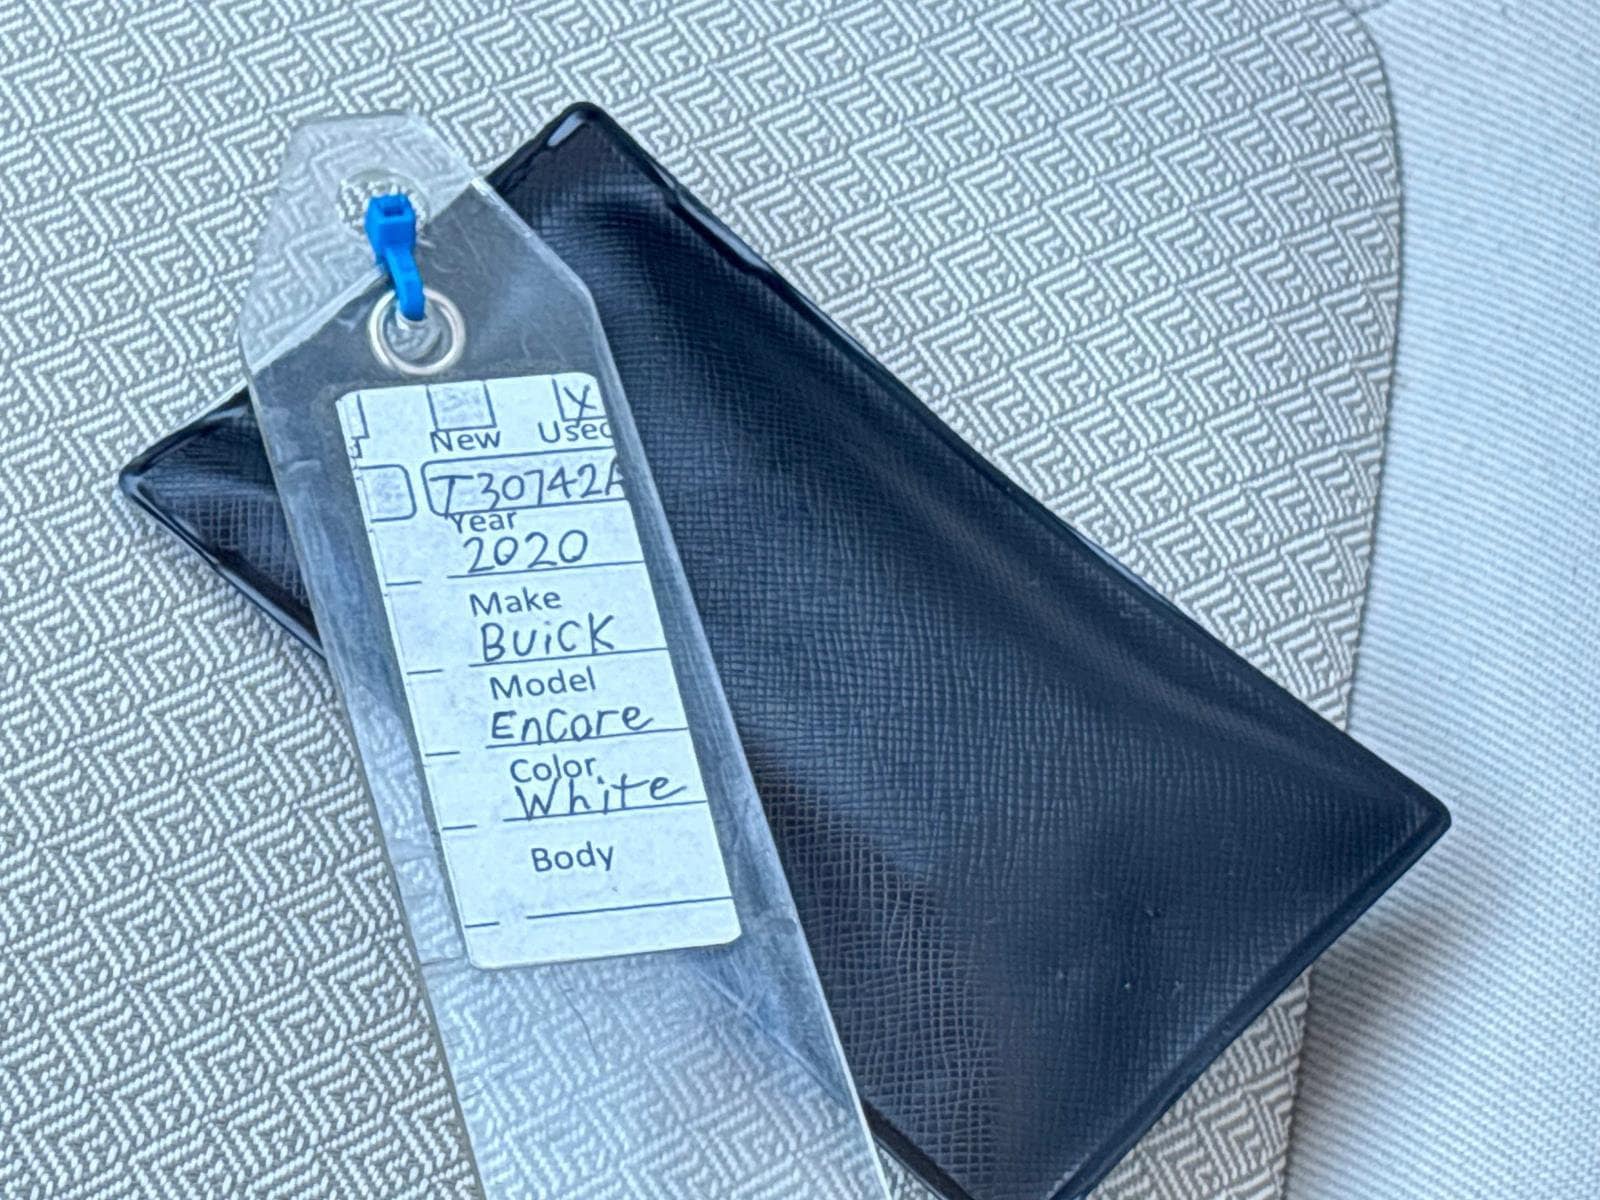 X
New Used
T30742A
Year
2020
Make
BUiCK
Model
EnCore
Color
White
Body